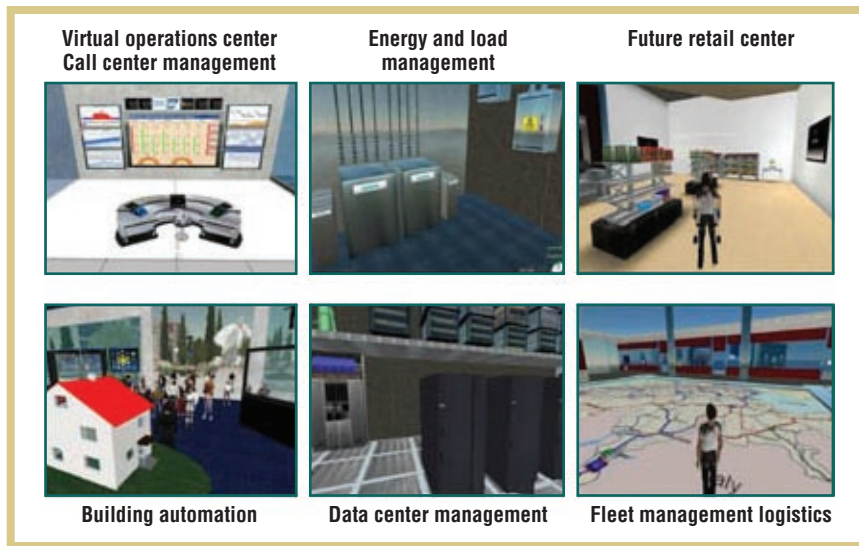 Virtual operations center
Call center management
Energy and load
management
Future retail center
Building automation
Data center management
Fleet management logistics
aly